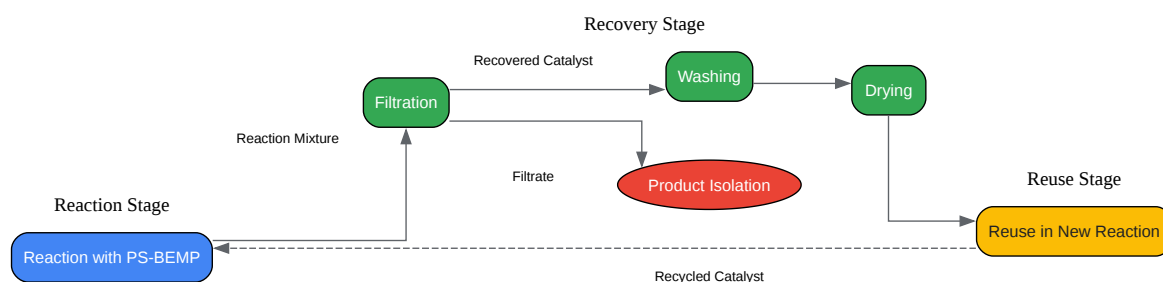 Recovery Stage
Recovered Catalyst
Washing
Drying
Filtration
Reaction Mixture
Filtrate
Product Isolation
Reaction Stage
Reuse Stage
Reaction with PS-BEMP
Reuse in New Reaction
Recycled Catalyst